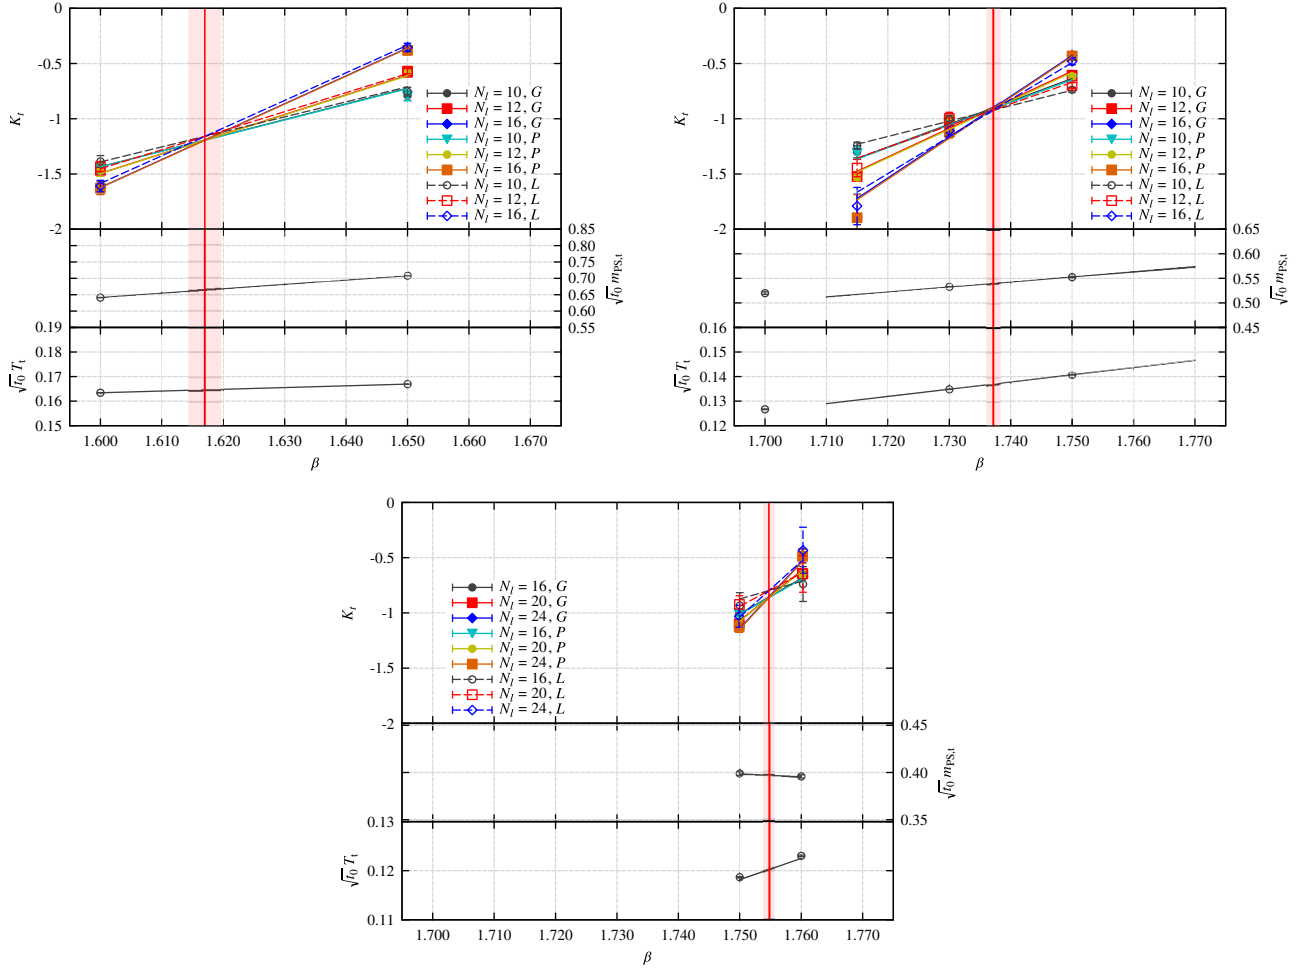 0
-0.5
-1
-1.5
-2
K_t
N_l = 10, G
N_l = 12, G
N_l = 16, G
N_l = 10, P
N_l = 12, P
N_l = 16, P
N_l = 10, L
N_l = 12, L
N_l = 16, L
0.85
0.80
0.75
0.70
0.65
0.60
0.55
√t_0 m_PS,t
0.19
0.18
0.17
0.16
0.15
√t_0 T_t
1.600 1.610 1.620 1.630 1.640 1.650 1.660 1.670
β
0
-0.5
-1
-1.5
-2
K_t
N_l = 10, G
N_l = 12, G
N_l = 16, G
N_l = 10, P
N_l = 12, P
N_l = 16, P
N_l = 10, L
N_l = 12, L
N_l = 16, L
0.65
0.60
0.55
0.50
0.45
√t_0 m_PS,t
0.16
0.15
0.14
0.13
0.12
√t_0 T_t
1.700 1.710 1.720 1.730 1.740 1.750 1.760 1.770
β
0
-0.5
-1
-1.5
-2
K_t
N_l = 16, G
N_l = 20, G
N_l = 24, G
N_l = 16, P
N_l = 20, P
N_l = 24, P
N_l = 16, L
N_l = 20, L
N_l = 24, L
0.45
0.40
0.35
√t_0 m_PS,t
0.13
0.12
0.11
√t_0 T_t
1.700 1.710 1.720 1.730 1.740 1.750 1.760 1.770
β